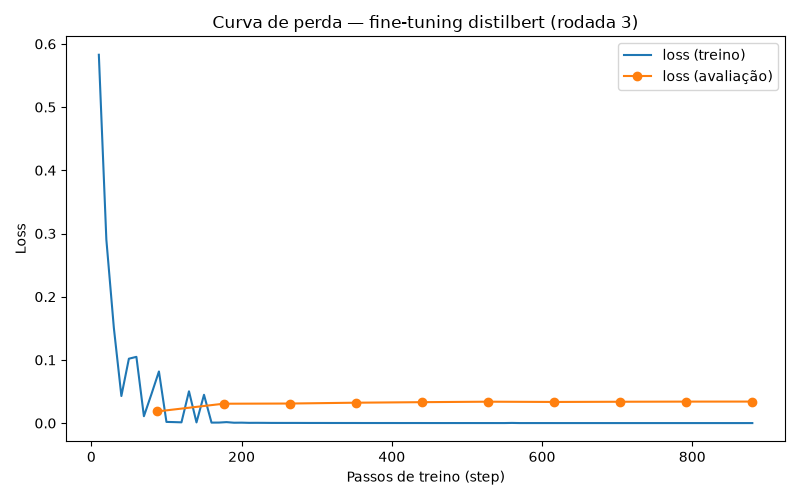 Curva de perda — fine-tuning distilbert (rodada 3)
loss (treino)
loss (avaliação)
Loss
0.6
0.5
0.4
0.3
0.2
0.1
0.0
0 200 400 600 800
Passos de treino (step)